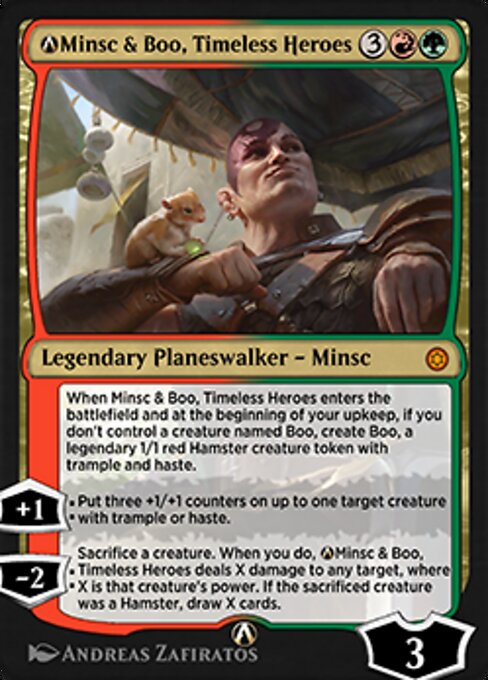 Minsc & Boo, Timeless Heroes 3
Legendary Planeswalker – Minsc
When Minsc & Boo, Timeless Heroes enters the
battlefield and at the beginning of your upkeep, if you
don't control a creature named Boo, create Boo, a
legendary 1/1 red Hamster creature token with
trample and haste.
+1
Put three +1/+1 counters on up to one target creature
with trample or haste.
Sacrifice a creature. When you do, Minsc & Boo,
-2
Timeless Heroes deals X damage to any target, where
X is that creature's power. If the sacrificed creature
was a Hamster, draw X cards.
Andreas Zafiratos
3